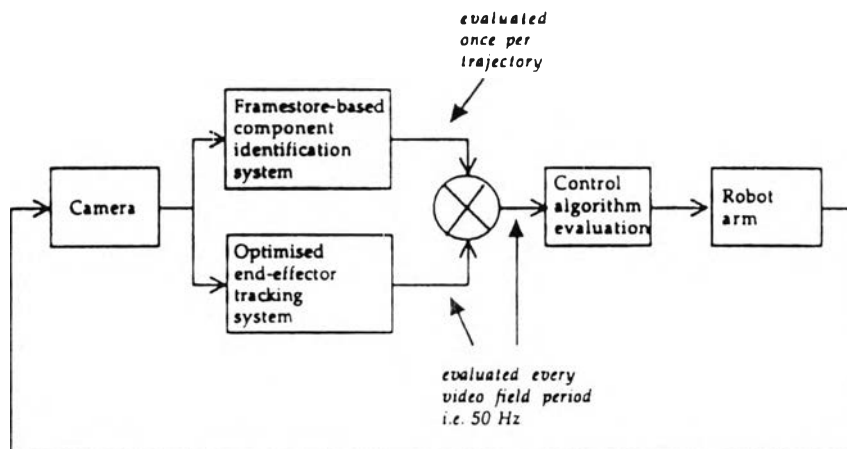 evaluated
once per
trajectory
Framestore-based
component
identification
system
Camera
Optimised
end-effector
tracking
system
Control
algorithm
evaluation
Robot
arm
evaluated every
video field period
i.e. 50 Hz